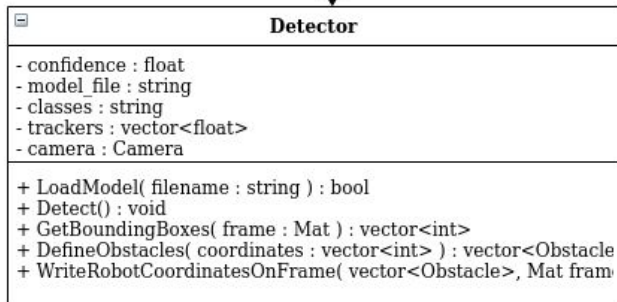 Detector
- confidence : float
- model_file : string
- classes : string
- trackers : vector<float>
- camera : Camera
+ LoadModel( filename : string ) : bool
+ Detect() : void
+ GetBoundingBoxes( frame : Mat ) : vector<int>
+ DefineObstacles( coordinates : vector<int> ) : vector<Obstacle
+ WriteRobotCoordinatesOnFrame( vector<Obstacle>, Mat fram